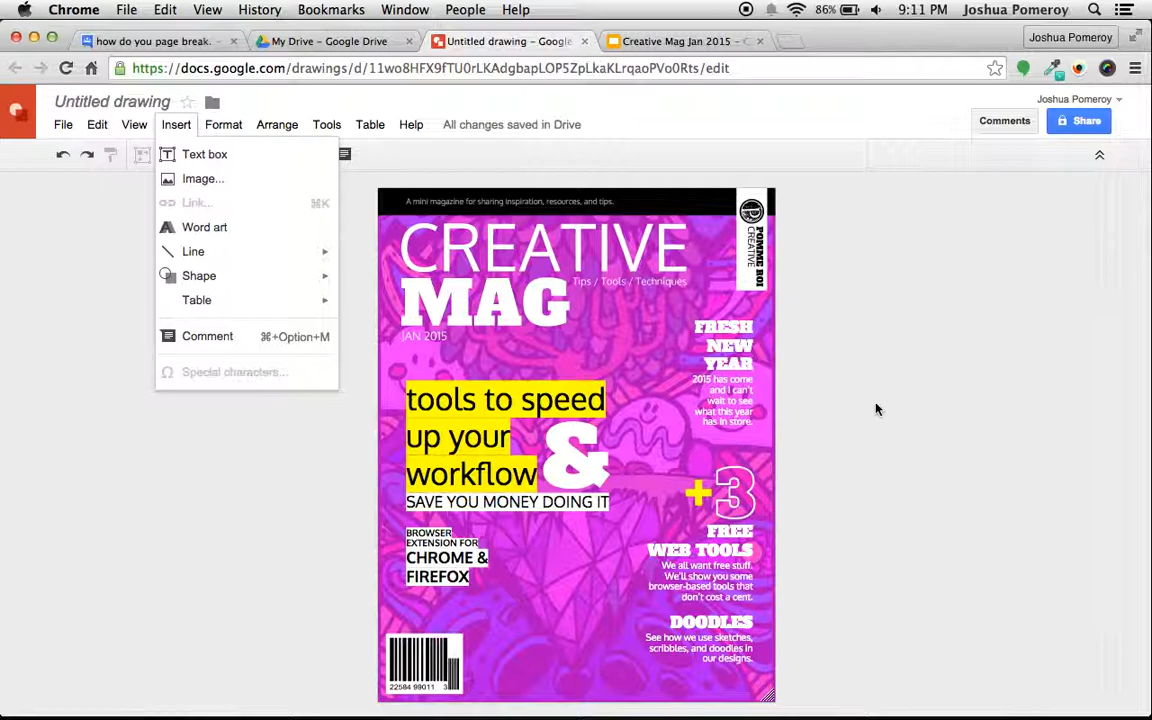 Chrome File Edit View History Bookmarks Window People Help 86% 9:11 PM Joshua Pomeroy
how do you page break. My Drive - Google Drive Untitled drawing - Google Creative Mag Jan 2015 - Joshua Pomeroy
https://docs.google.com/drawings/d/11wo8HFX9fTU0rLKAdgbapLOP5ZpLkaKLrqaoPVo0Rts/edit
Untitled drawing Joshua Pomeroy
File Edit View Insert Format Arrange Tools Table Help All changes saved in Drive Comments Share
Text box
Image...
Link... ⌘K
Word art
Line
Shape
Table
Comment ⌘+Option+M
Special characters...
A mini magazine for sharing inspiration, resources, and tips.
POMME ROI
CREATIVE
CREATIVE
MAG
Tips / Tools / Techniques
JAN 2015
FRESH
NEW
YEAR
2015 has come
and I can't
wait to see
what this year
has in store.
tools to speed
up your
workflow &
SAVE YOU MONEY DOING IT
BROWSER
EXTENSION FOR
CHROME &
FIREFOX
+3
FREE
WEB TOOLS
We all want free stuff.
We'll show you some
browser-based tools that
don't cost a cent.
DOODLES
See how we use sketches,
scribbles, and doodles in
our designs.
22584 99011 3